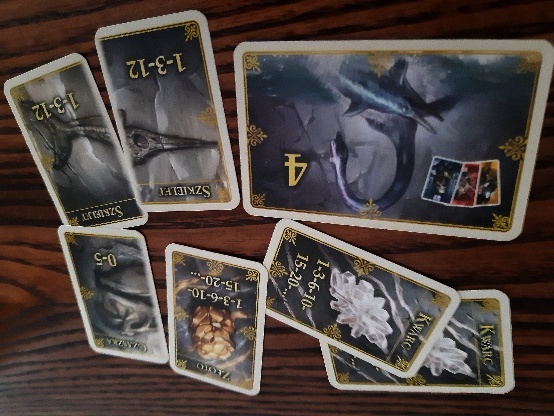 1-3-12
SZKIELET
1-3-12
SZKIELET
4
0-5
CZASZKA
1-3-6-10-
15-20-...
ZŁOTO
1-3-6-10-
15-20-...
KWARC
KWARC